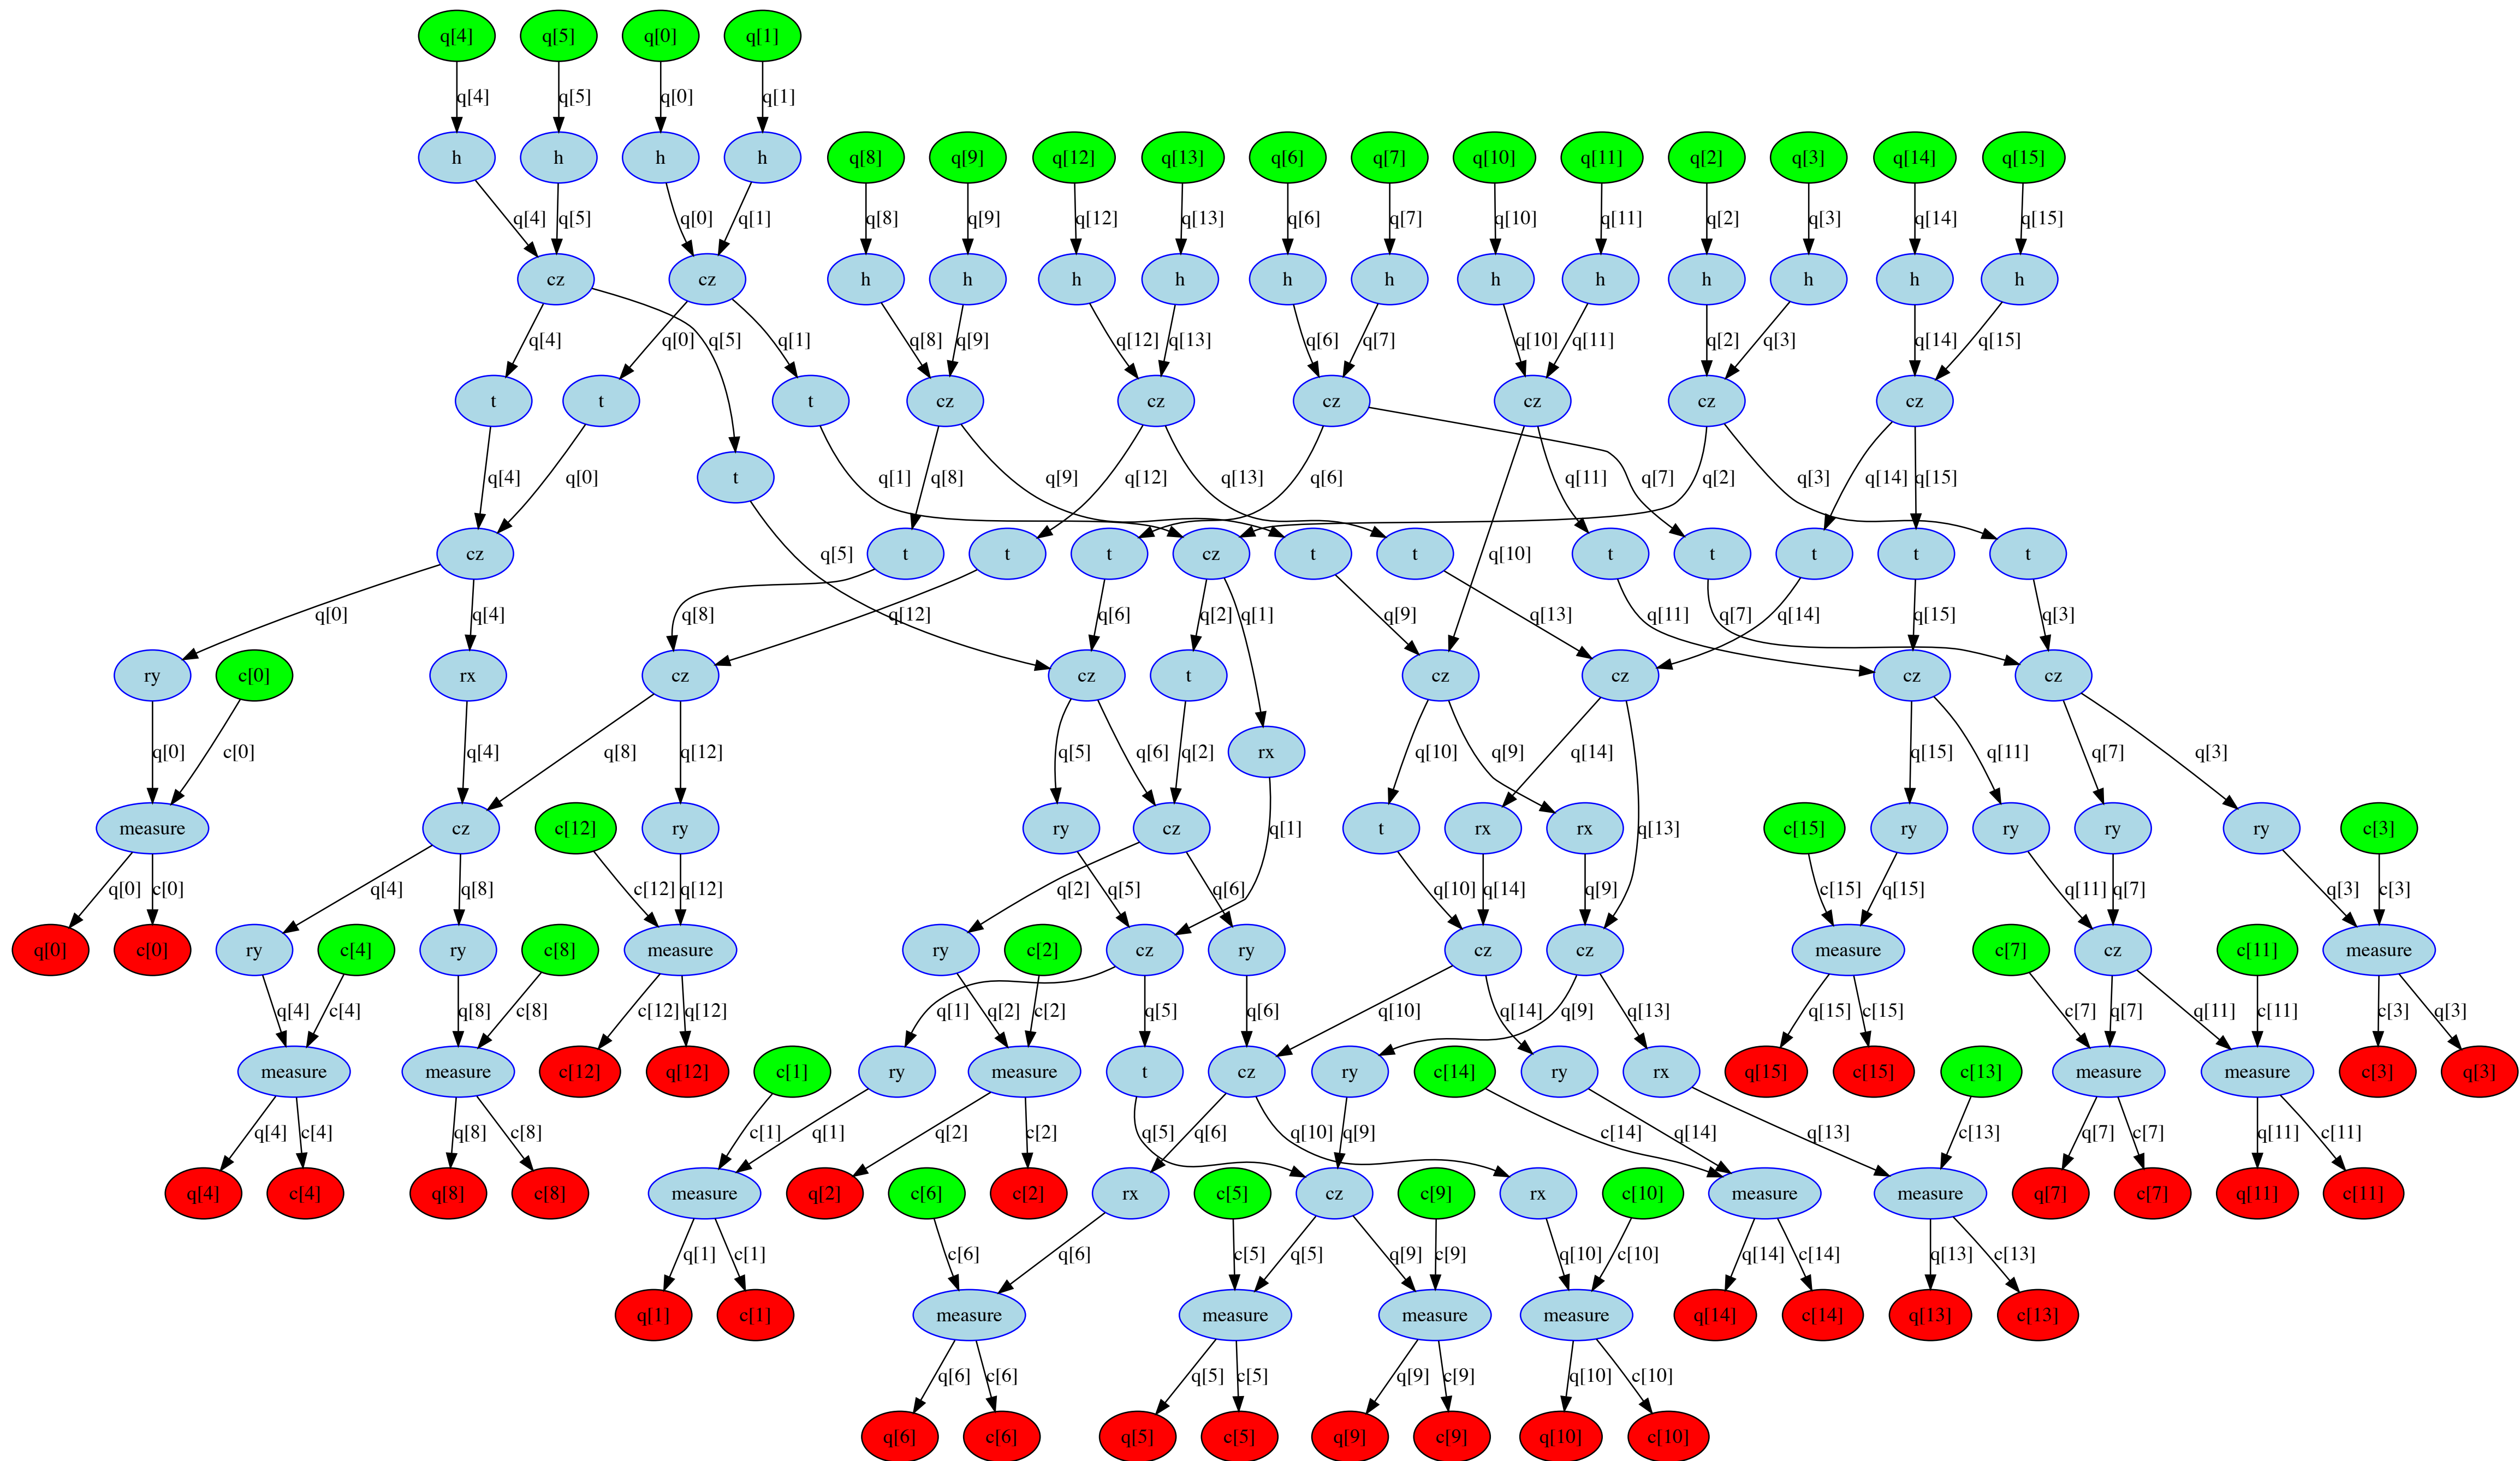 q[4] q[5] q[0] q[1]
q[4] q[5] q[0] q[1]
h h h h q[8] q[9] q[12] q[13] q[6] q[7] q[10] q[11] q[2] q[3] q[14] q[15]
q[4] q[5] q[0] q[1] q[8] q[9] q[12] q[13] q[6] q[7] q[10] q[11] q[2] q[3] q[14] q[15]
cz cz h h h h h h h h h h h h
q[4] q[0] q[5] q[1] q[8] q[9] q[12] q[13] q[6] q[7] q[10] q[11] q[2] q[3] q[14] q[15]
t t t cz cz cz cz cz cz
q[4] q[0] t q[1] q[8] q[9] q[12] q[13] q[6] q[11] q[7] q[2] q[3] q[14] q[15]
cz q[5] t t t cz t t q[10] t t t t t
q[0] q[4] q[8] q[12] q[6] q[2] q[1] q[9] q[13] q[11] q[7] q[14] q[15] q[3]
ry c[0] rx cz cz t cz cz cz cz
q[0] c[0] q[4] q[8] q[12] q[5] q[6] q[2] rx q[10] q[9] q[14] q[15] q[11] q[7] q[3]
measure cz c[12] ry ry cz q[1] t rx rx q[13] c[15] ry ry ry ry c[3]
q[0] c[0] q[4] q[8] c[12] q[12] q[2] q[5] q[6] q[10] q[14] q[9] c[15] q[15] q[11] q[7] q[3] c[3]
q[0] c[0] ry c[4] ry c[8] measure ry c[2] cz ry cz cz measure c[7] cz c[11] measure
q[4] c[4] q[8] c[8] c[12] q[12] q[1] q[2] c[2] q[5] q[6] q[10] q[14] q[9] q[13] q[15] c[15] c[7] q[7] q[11] c[11] c[3] q[3]
measure measure c[12] q[12] c[1] ry measure t cz ry c[14] ry rx q[15] c[15] c[13] measure measure c[3] q[3]
q[4] c[4] q[8] c[8] c[1] q[1] q[2] c[2] q[5] q[6] q[10] q[9] c[14] q[14] q[13] c[13] q[7] c[7] q[11] c[11]
q[4] c[4] q[8] c[8] measure q[2] c[6] c[2] rx c[5] cz c[9] rx c[10] measure measure q[7] c[7] q[11] c[11]
q[1] c[1] c[6] q[6] c[5] q[5] q[9] c[9] q[10] c[10] q[14] c[14] q[13] c[13]
q[1] c[1] measure measure measure measure q[14] c[14] q[13] c[13]
q[6] c[6] q[5] c[5] q[9] c[9] q[10] c[10]
q[6] c[6] q[5] c[5] q[9] c[9] q[10] c[10]